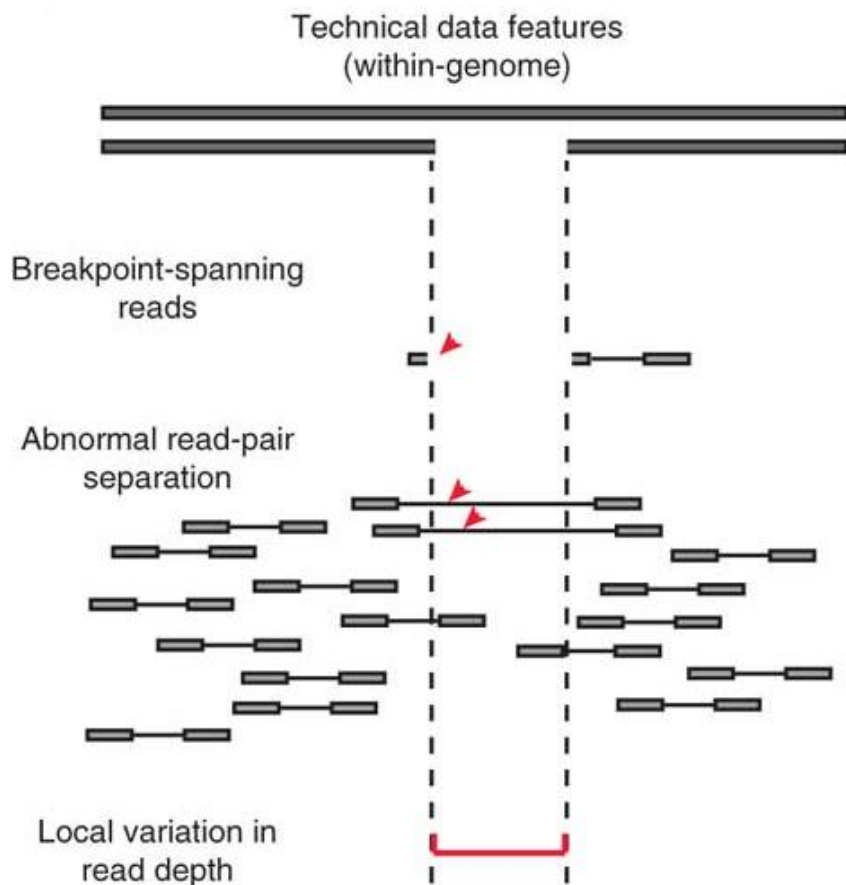 Technical data features
(within-genome)
Breakpoint-spanning
reads
Abnormal read-pair
separation
Local variation in
read depth